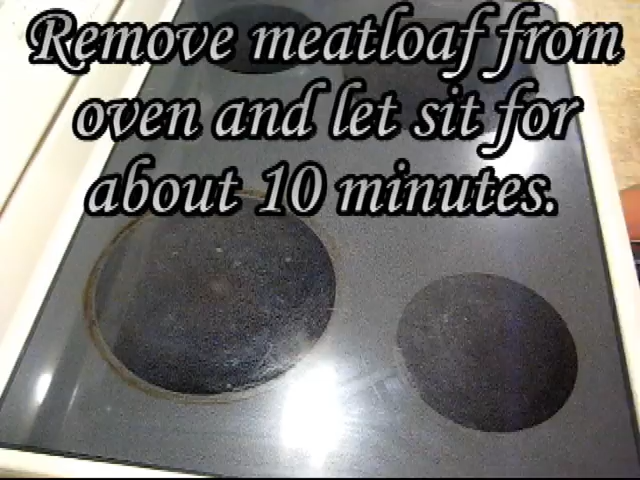 Remove meatloaf from
oven and let sit for
about 10 minutes.